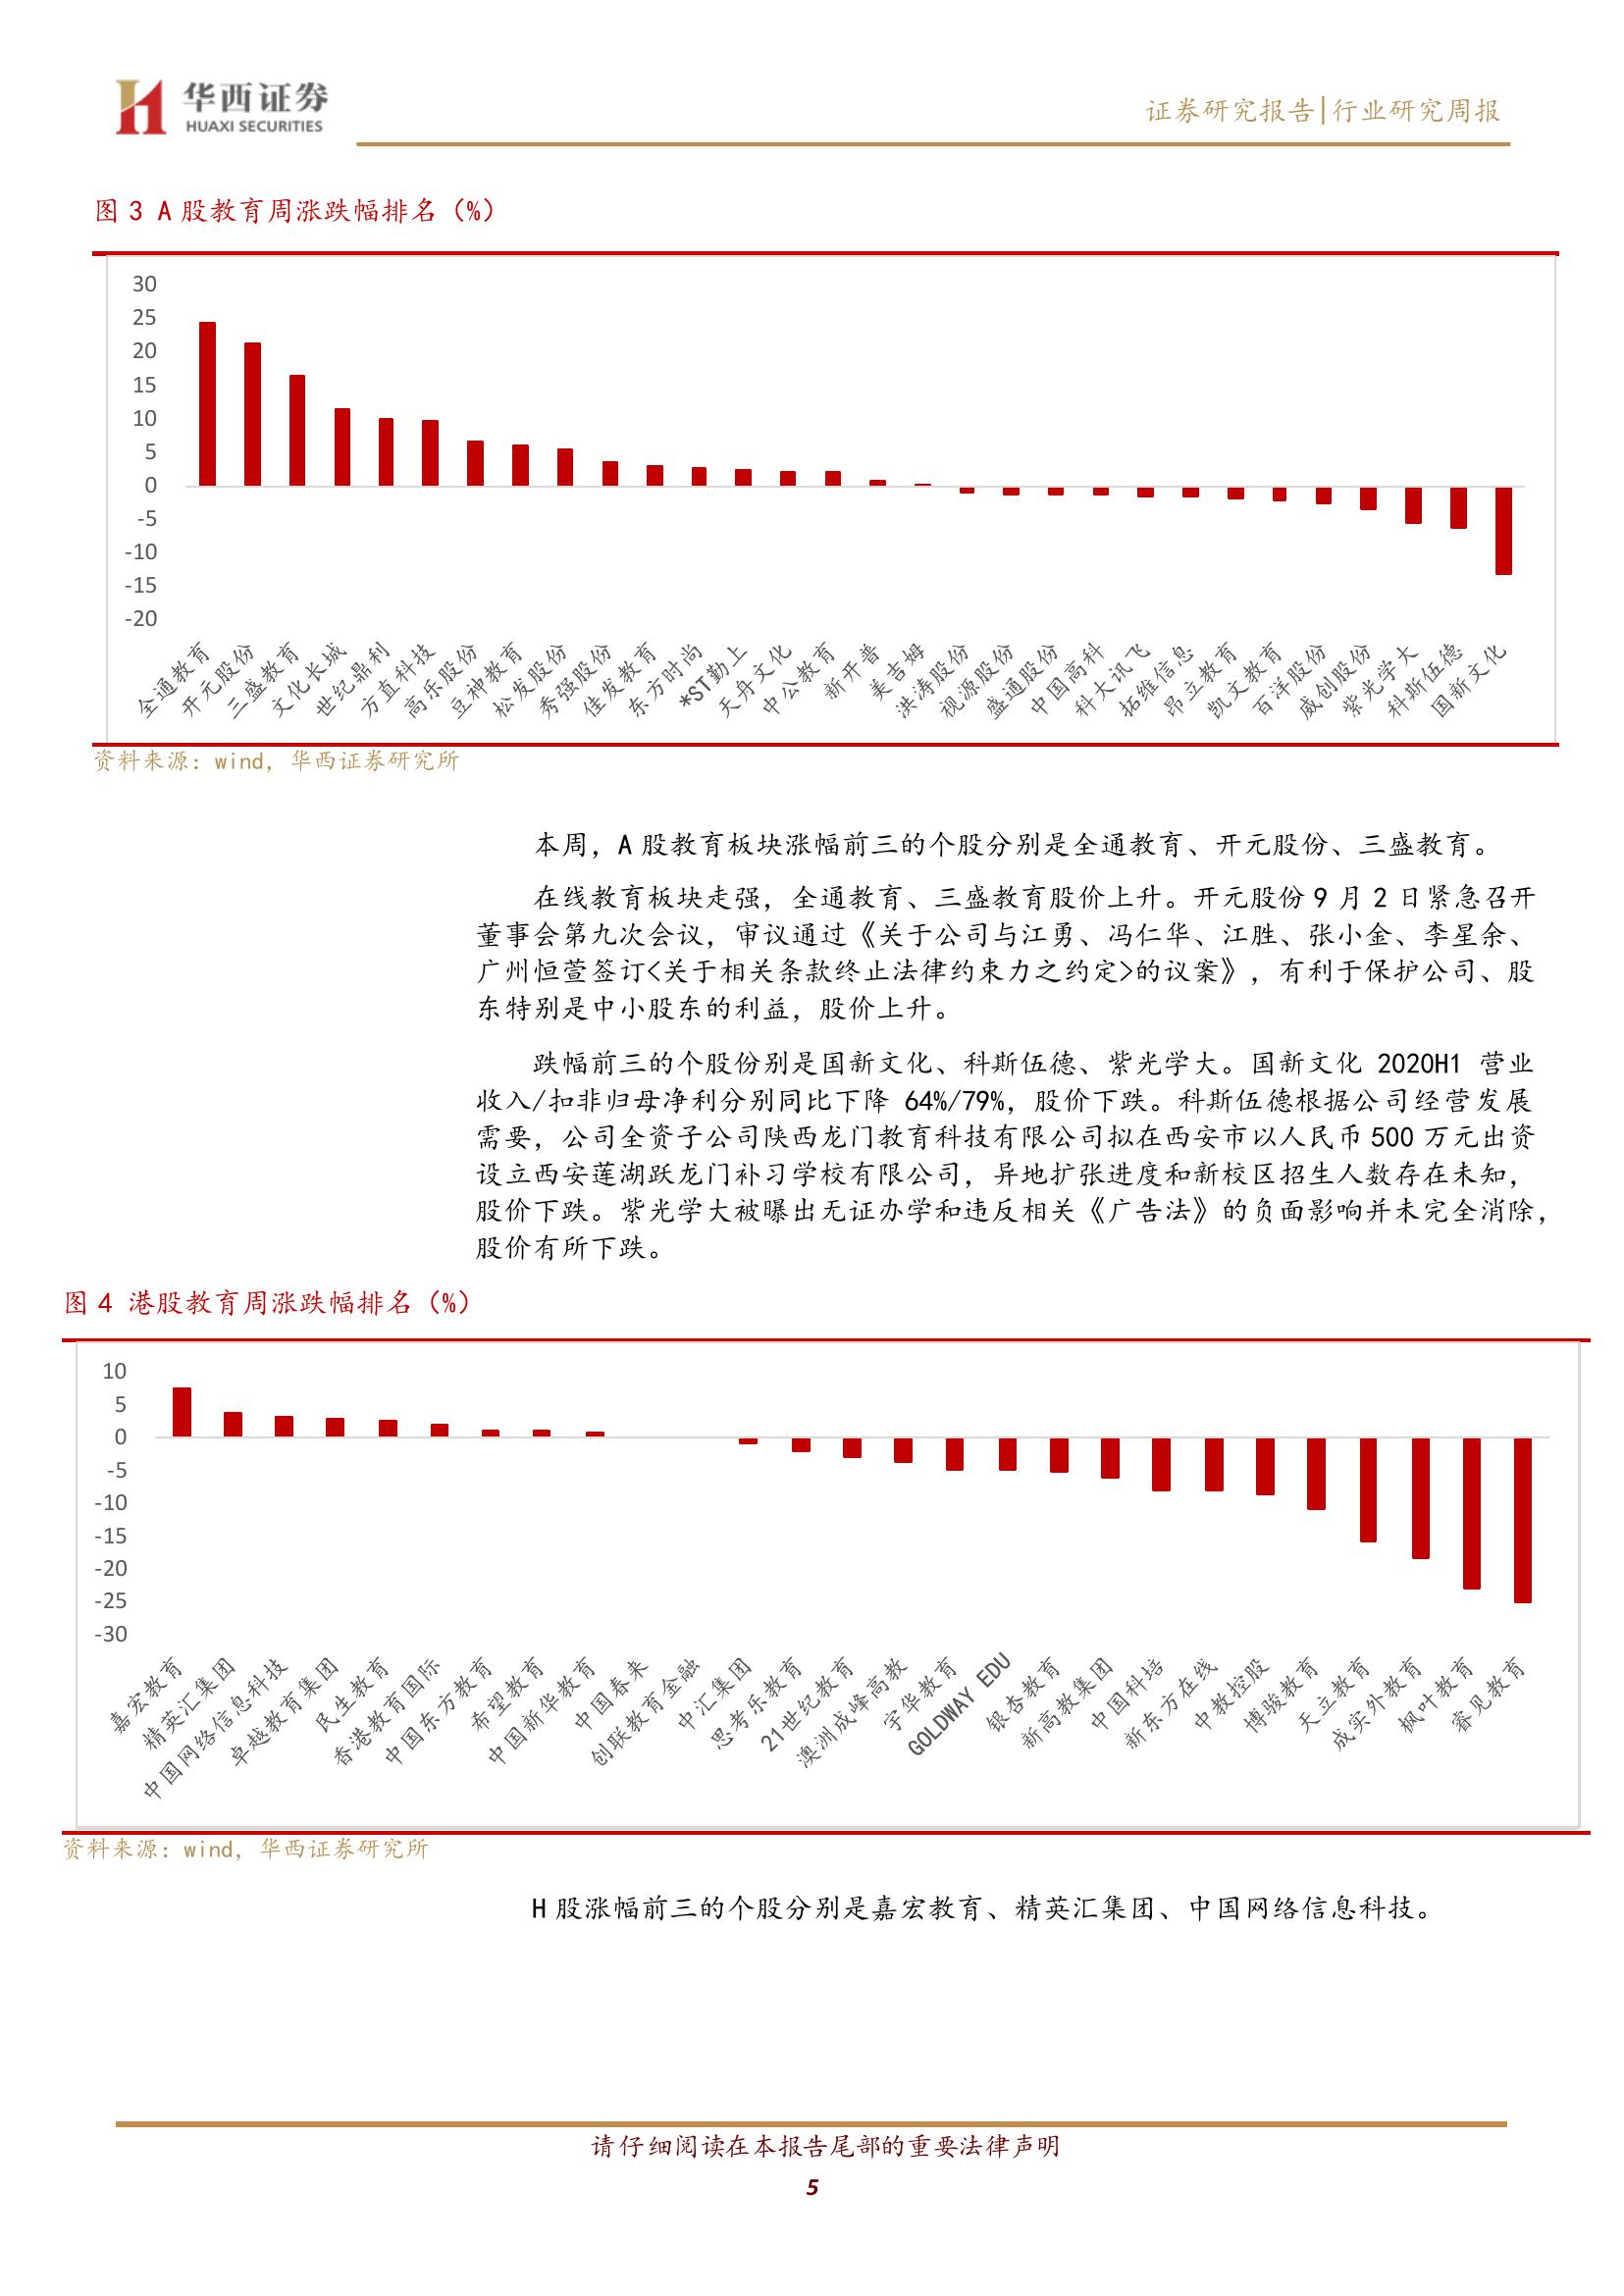 华西证券
HUAXI SECURITIES
证券研究报告|行业研究周报
图 3 A 股教育周涨跌幅排名（%）
30
25
20
15
10
5
0
-5
-10
-15
-20
全通教育
开元股份
三盛教育
文化长城
世纪鼎利
方直科技
高乐股份
豆神教育
松发股份
秀强股份
佳发教育
东方时尚
*ST勤上
天舟文化
中公教育
新开普
美吉姆
洪涛股份
视源股份
盛通股份
中国高科
科大讯飞
拓维信息
昂立教育
凯文教育
百洋股份
威创股份
紫光学大
科斯伍德
国新文化
资料来源：wind，华西证券研究所
本周，A 股教育板块涨幅前三的个股分别是全通教育、开元股份、三盛教育。
在线教育板块走强，全通教育、三盛教育股价上升。开元股份 9 月 2 日紧急召开
董事会第九次会议，审议通过《关于公司与江勇、冯仁华、江胜、张小金、李星余、
广州恒萱签订<关于相关条款终止法律约束力之约定>的议案》，有利于保护公司、股
东特别是中小股东的利益，股价上升。
跌幅前三的个股份别是国新文化、科斯伍德、紫光学大。国新文化 2020H1 营业
收入/扣非归母净利分别同比下降 64%/79%，股价下跌。科斯伍德根据公司经营发展
需要，公司全资子公司陕西龙门教育科技有限公司拟在西安市以人民币 500 万元出资
设立西安莲湖跃龙门补习学校有限公司，异地扩张进度和新校区招生人数存在未知，
股价下跌。紫光学大被曝出无证办学和违反相关《广告法》的负面影响并未完全消除，
股价有所下跌。
图 4 港股教育周涨跌幅排名（%）
10
5
0
-5
-10
-15
-20
-25
-30
嘉宏教育
精英汇集团
中国网络信息科技
卓越教育集团
民生教育
香港教育国际
中国东方教育
希望教育
中国新华教育
中国春来
创联教育金融
中汇集团
思考乐教育
21世纪教育
澳洲成峰高教
宇华教育
GOLDWAY EDU
银杏教育
新高教集团
中国科培
新东方在线
中教控股
博骏教育
天立教育
成实外教育
枫叶教育
睿见教育
资料来源：wind，华西证券研究所
H 股涨幅前三的个股分别是嘉宏教育、精英汇集团、中国网络信息科技。
请仔细阅读在本报告尾部的重要法律声明
5